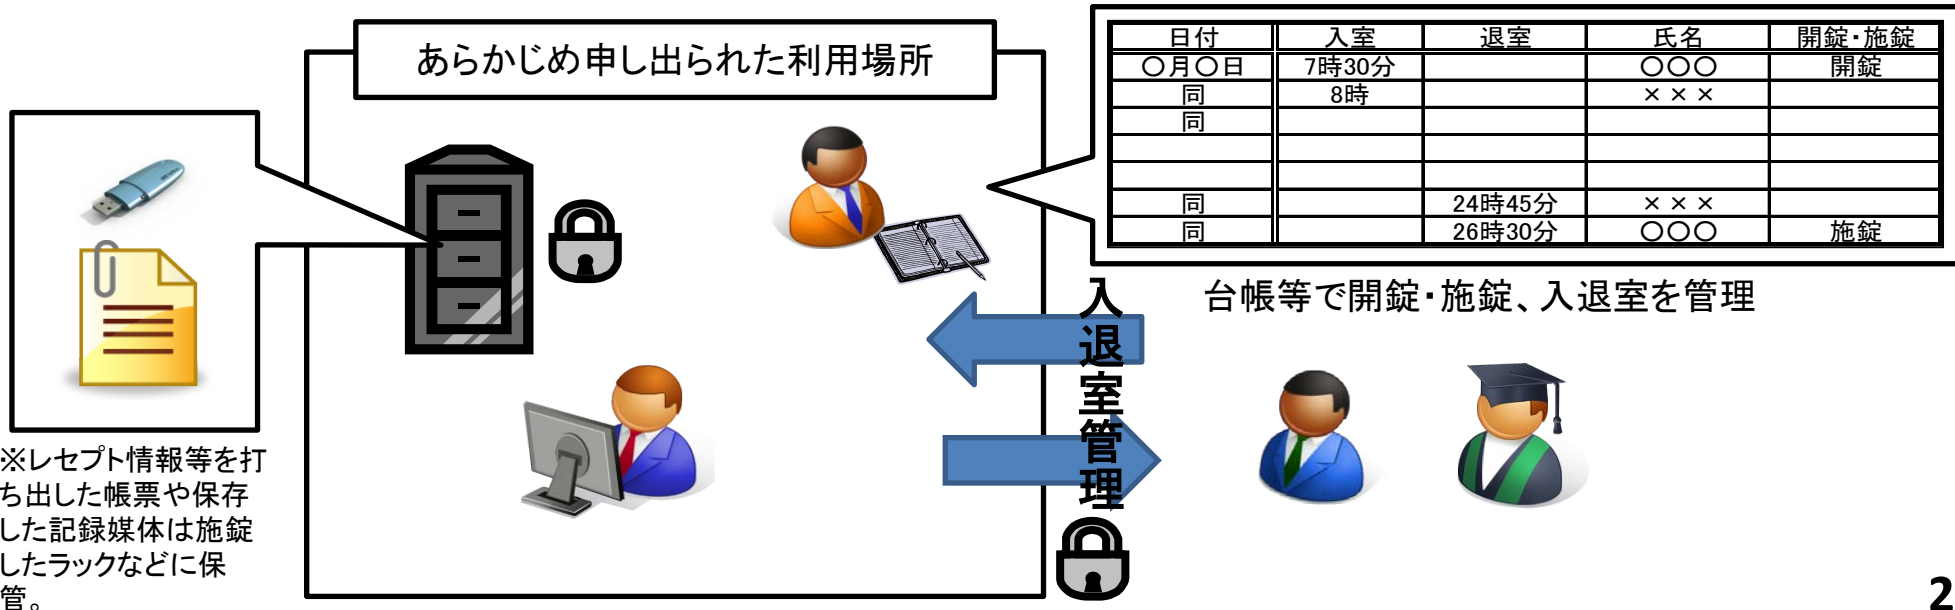 あらかじめ申し出られた利用場所
日付 入室 退室 氏名 開錠・施錠
○月○日 7時30分 ○○○ 開錠
同 8時 ×××
同
同 24時45分 ×××
同 26時30分 ○○○ 施錠
台帳等で開錠・施錠、入退室を管理
入退室管理
※レセプト情報等を打
ち出した帳票や保存
した記録媒体は施錠
したラックなどに保
管。
2